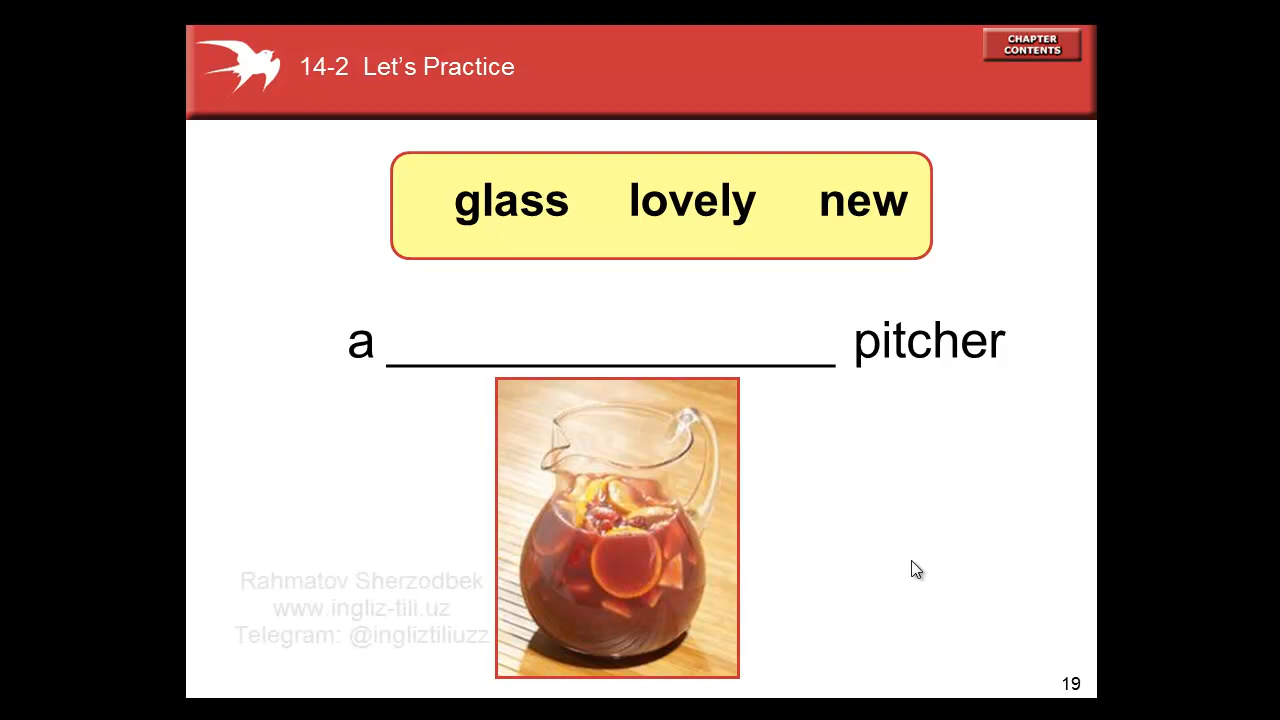 14-2 Let's Practice
CHAPTER
CONTENTS
glass lovely new
a ________________ pitcher
Rahmatov Sherzodbek
www.ingliz-tili.uz
Telegram: @ingliztiliuzz
19